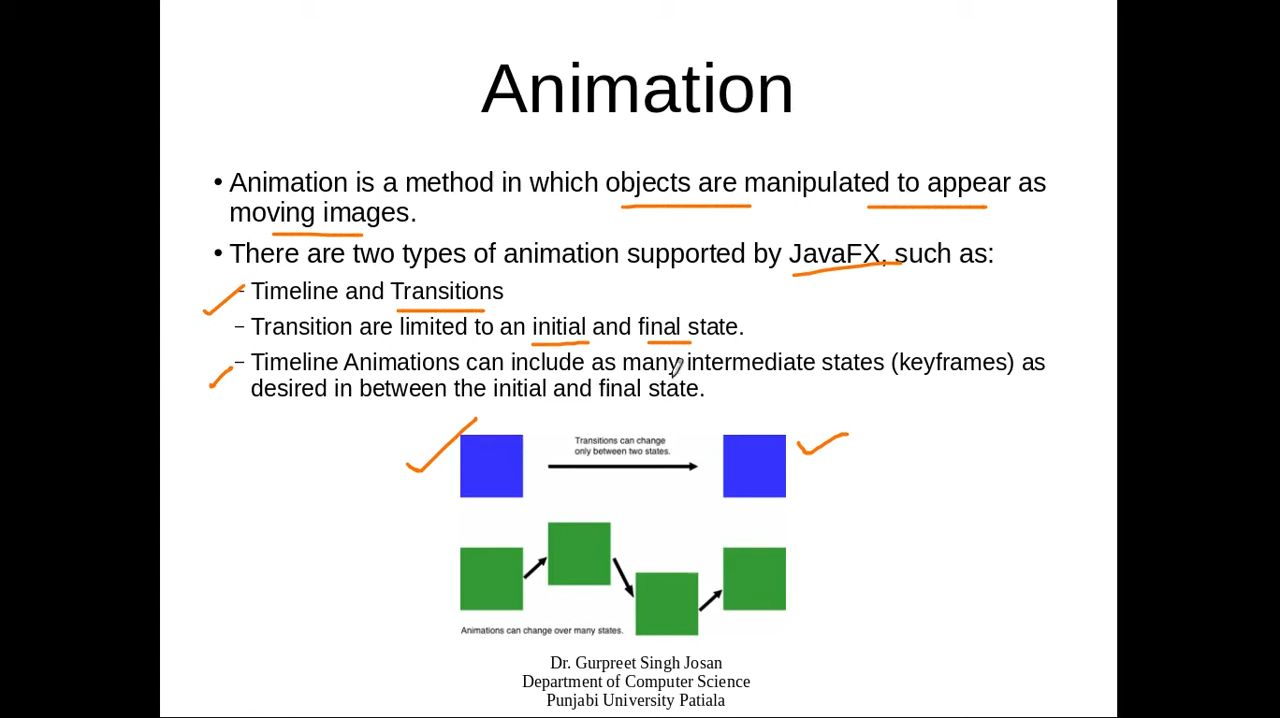 Animation
• Animation is a method in which objects are manipulated to appear as
moving images.
• There are two types of animation supported by JavaFX, such as:
– Timeline and Transitions
– Transition are limited to an initial and final state.
– Timeline Animations can include as many intermediate states (keyframes) as
desired in between the initial and final state.
Transitions can change
only between two states.
Animations can change over many states.
Dr. Gurpreet Singh Josan
Department of Computer Science
Punjabi University Patiala